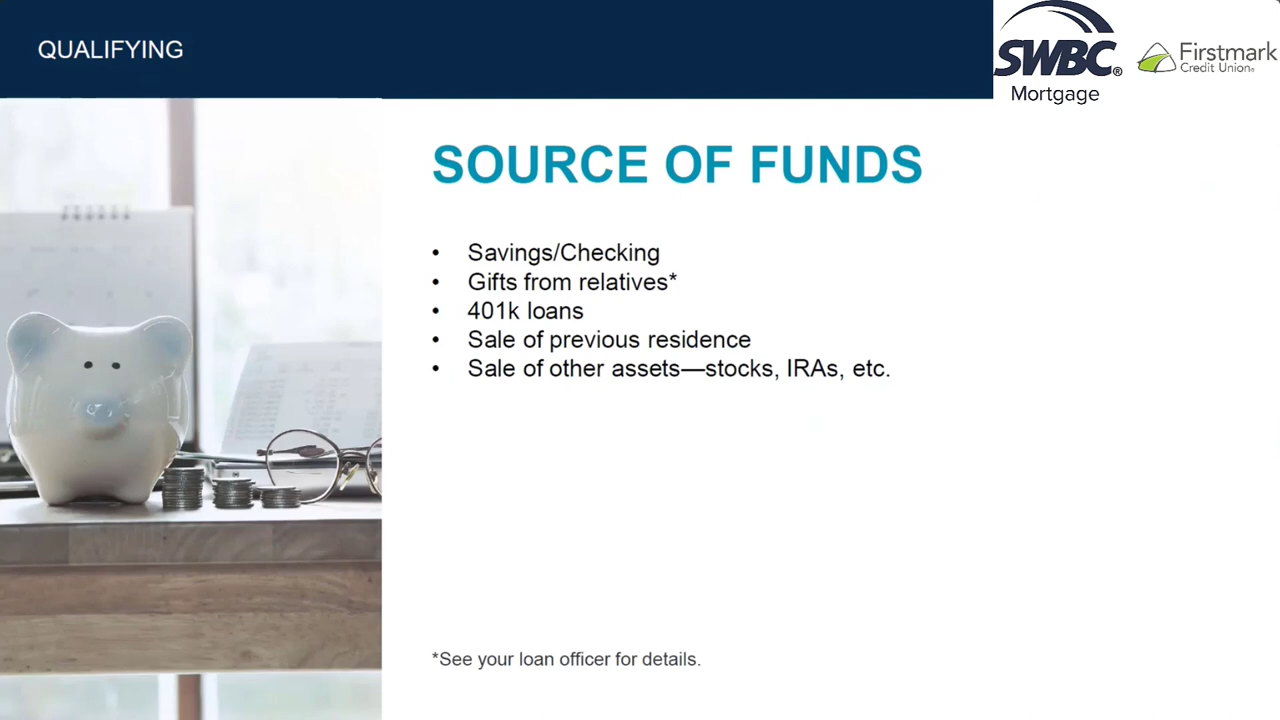 QUALIFYING
SWBC®
Mortgage
Firstmark
Credit Union®
SOURCE OF FUNDS
• Savings/Checking
• Gifts from relatives*
• 401k loans
• Sale of previous residence
• Sale of other assets—stocks, IRAs, etc.
*See your loan officer for details.